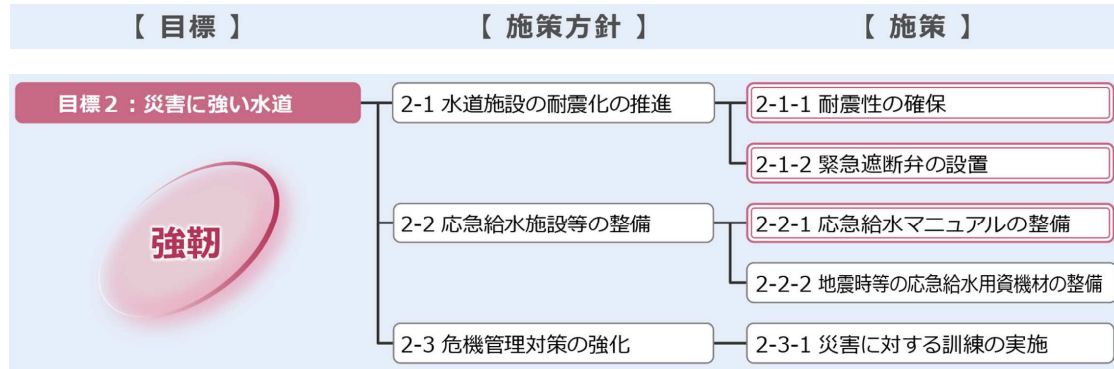 【 目標 】 【 施策方針 】 【 施策 】
目標2：災害に強い水道
強靭
2-1 水道施設の耐震化の推進
2-1-1 耐震性の確保
2-1-2 緊急遮断弁の設置
2-2 応急給水施設等の整備
2-2-1 応急給水マニュアルの整備
2-2-2 地震時等の応急給水用資機材の整備
2-3 危機管理対策の強化
2-3-1 災害に対する訓練の実施